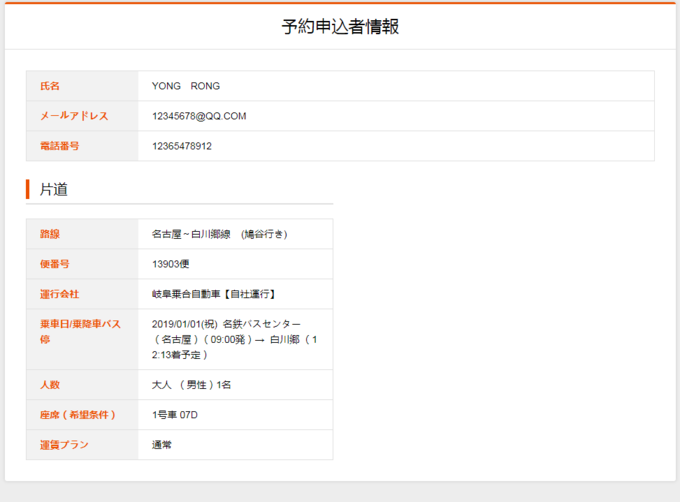 予約申込者情報
氏名 YONG RONG
メールアドレス 12345678@QQ.COM
電話番号 12365478912
片道
路線 名古屋～白川郷線 (鳩谷行き)
便番号 13903便
運行会社 岐阜乗合自動車【自社運行】
乗車日/乗降車バス停 2019/01/01(祝) 名鉄バスセンター
（名古屋）( 09:00発 ) → 白川郷 ( 1
2:13着予定 )
人数 大人 （ 男性 ) 1名
座席 ( 希望条件 ) 1号車 07D
運賃プラン 通常